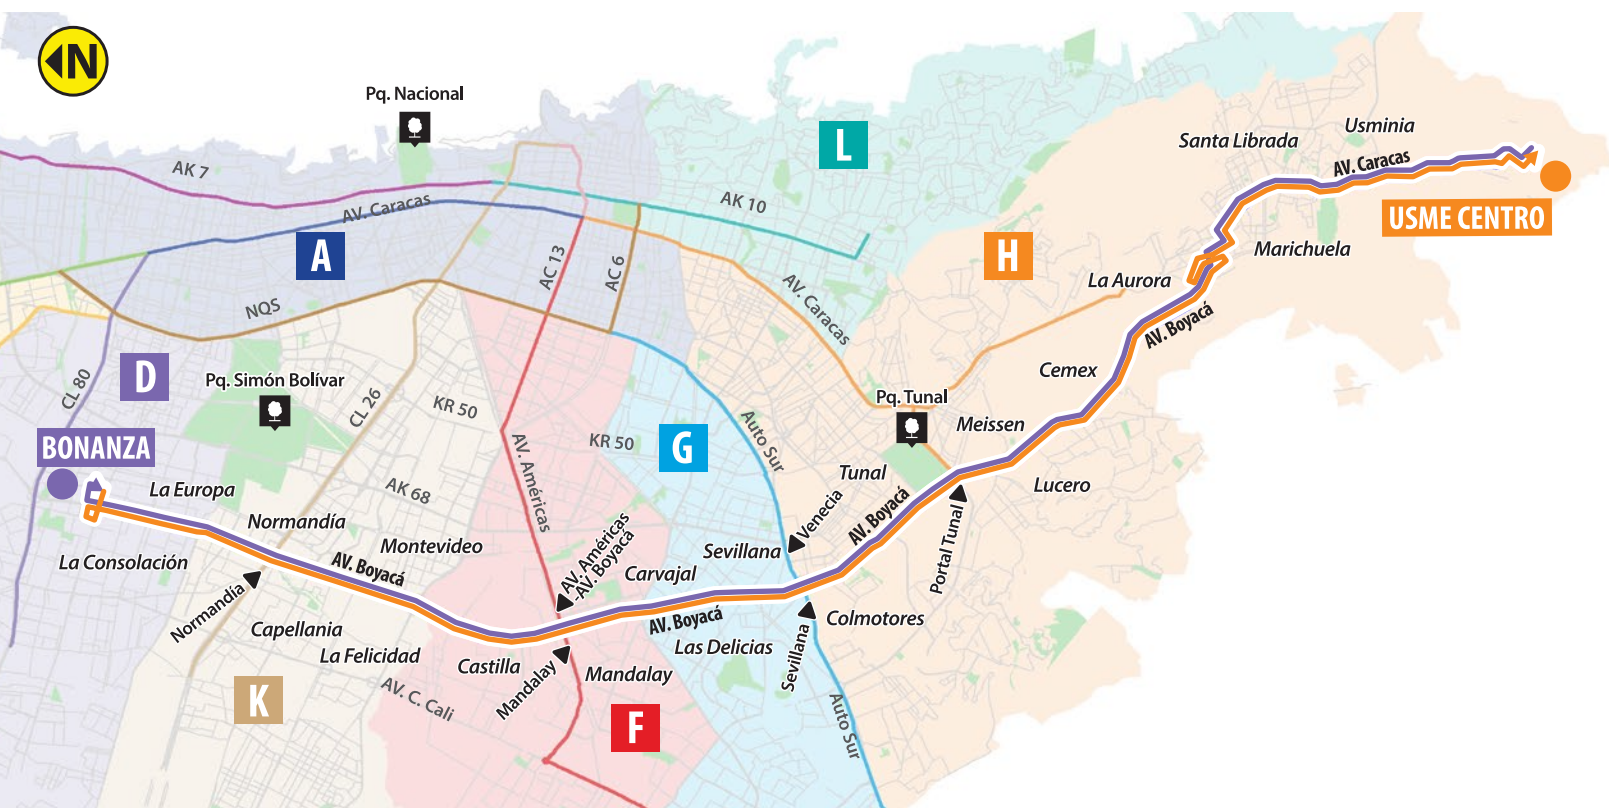 N
Pq. Nacional
L
Usminia
Santa Librada
AV. Caracas
AK 7
AV. Caracas
AK 10
USME CENTRO
A
H
Marichuela
AC 13
AC 6
La Aurora
NQS
AV. Caracas
AV. Boyacá
D
CL 80
Pq. Simón Bolívar
CL 26
KR 50
Cemex
Pq. Tunal
BONANZA
AV. Américas
KR 50
G
Auto Sur
Meissen
La Europa
AK 68
Tunal
Lucero
Normandía
Montevideo
AV. Américas
-AV. Boyacá
Sevillana
Venecia
AV. Boyacá
Portal Tunal
La Consolación
AV. Boyacá
Carvajal
Normandía
Capellania
AV. Boyacá
Colmotores
La Felicidad
Castilla
Mandalay
Mandalay
Las Delicias
Sevillana
K
AV. C. Cali
F
Auto Sur